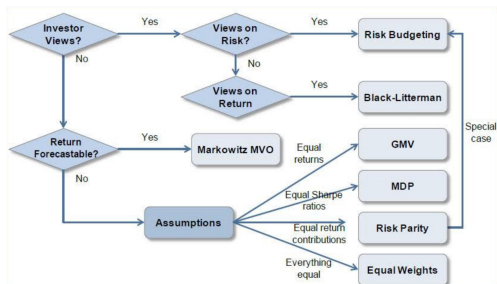 Investor
Views?
Yes
Views on
Risk?
Yes
Risk Budgeting
No
No
Views on
Return
Yes
Black-Litterman
Special
case
Return
Forecastable?
Yes
Markowitz MVO
Equal
returns
GMV
No
Equal Sharpe
ratios
MDP
Assumptions
Equal return
contributions
Risk Parity
Everything
equal
Equal Weights